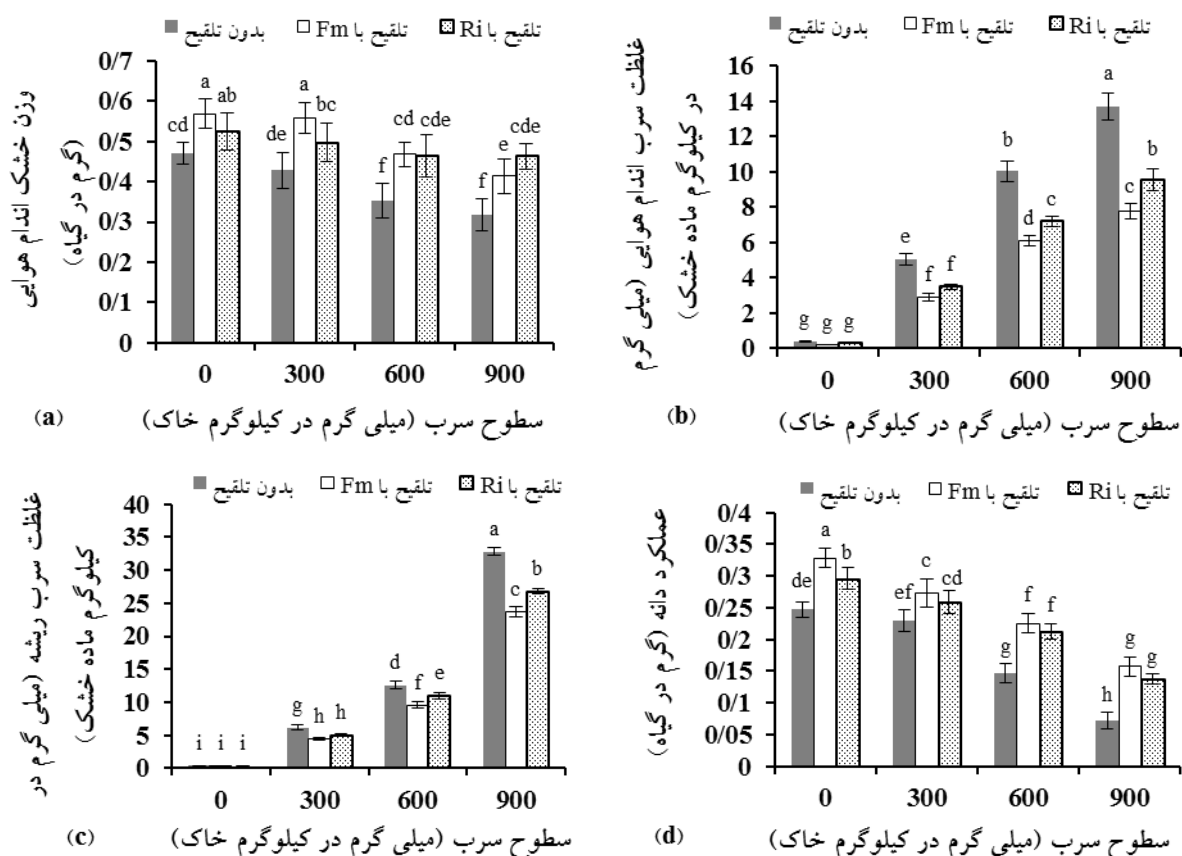 بدون تلقیح تلقیح با Fm تلقیح با Ri
وزن خشک اندام هوایی
(گرم در گیاه)
0/7
0/6
0/5
0/4
0/3
0/2
0/1
0
cd a ab
de a bc
f cd cde
f e cde
0 300 600 900
سطوح سرب (میلی گرم در کیلوگرم خاک)
(a)
بدون تلقیح تلقیح با Fm تلقیح با Ri
غلظت سرب اندام هوایی (میلی گرم
در کیلوگرم ماده خشک)
16
14
12
10
8
6
4
2
0
g g g
e f f
b d c
a c b
0 300 600 900
سطوح سرب (میلی گرم در کیلوگرم خاک)
(b)
بدون تلقیح تلقیح با Fm تلقیح با Ri
غلظت سرب ریشه (میلی گرم در
کیلوگرم ماده خشک)
40
35
30
25
20
15
10
5
0
i i i
g h h
d f e
a c b
0 300 600 900
سطوح سرب (میلی گرم در کیلوگرم خاک)
(c)
بدون تلقیح تلقیح با Fm تلقیح با Ri
عملکرد دانه (گرم در گیاه)
0/4
0/35
0/3
0/25
0/2
0/15
0/1
0/05
0
de a b
ef c cd
g f f
h g g
0 300 600 900
سطوح سرب (میلی گرم در کیلوگرم خاک)
(d)